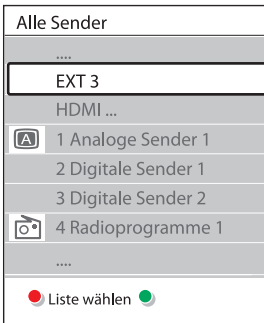 Alle Sender
....
EXT 3
HDMI ...
A 1 Analoge Sender 1
2 Digitale Sender 1
3 Digitale Sender 2
4 Radioprogramme 1
....
Liste wählen